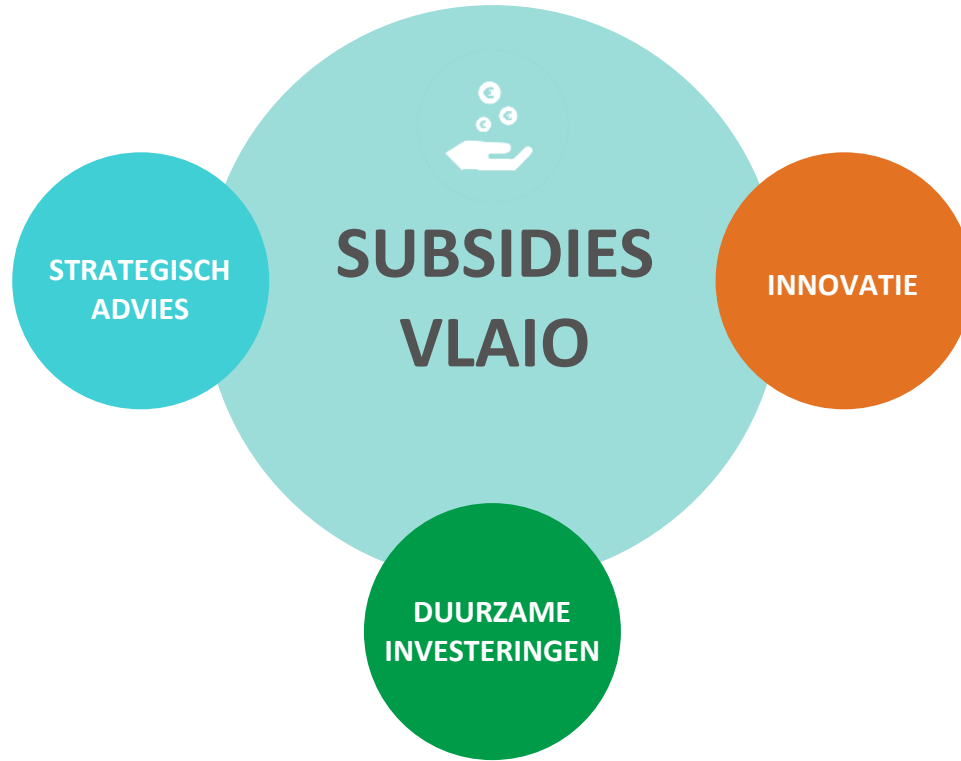 SUBSIDIES
VLAIO
STRATEGISCH
ADVIES
INNOVATIE
DUURZAME
INVESTERINGEN